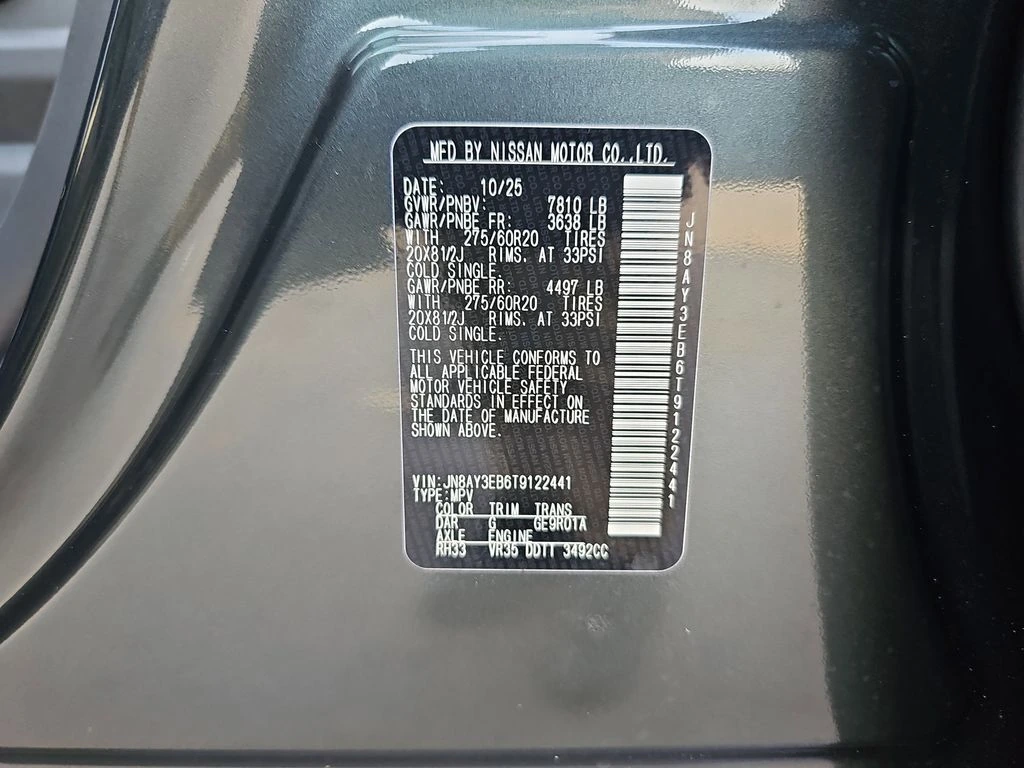 MFD BY NISSAN MOTOR CO.,LTD.
DATE: 10/25
GVWR/PNBV: 7810 LB
GAWR/PNBE FR: 3638 LB
WITH 275/60R20 TIRES
20X81/2J RIMS. AT 33PSI
COLD SINGLE.
GAWR/PNBE RR: 4497 LB
WITH 275/60R20 TIRES
20X81/2J RIMS. AT 33PSI
COLD SINGLE.
THIS VEHICLE CONFORMS TO
ALL APPLICABLE FEDERAL
MOTOR VEHICLE SAFETY
STANDARDS IN EFFECT ON
THE DATE OF MANUFACTURE
SHOWN ABOVE.
VIN:JN8AY3EB6T9122441
TYPE:MPV
COLOR TRIM TRANS
DAR G GE9R01A
AXLE ENGINE
RH33 VR35 DDTT 3492CC
JN8AY3EB6T9122441